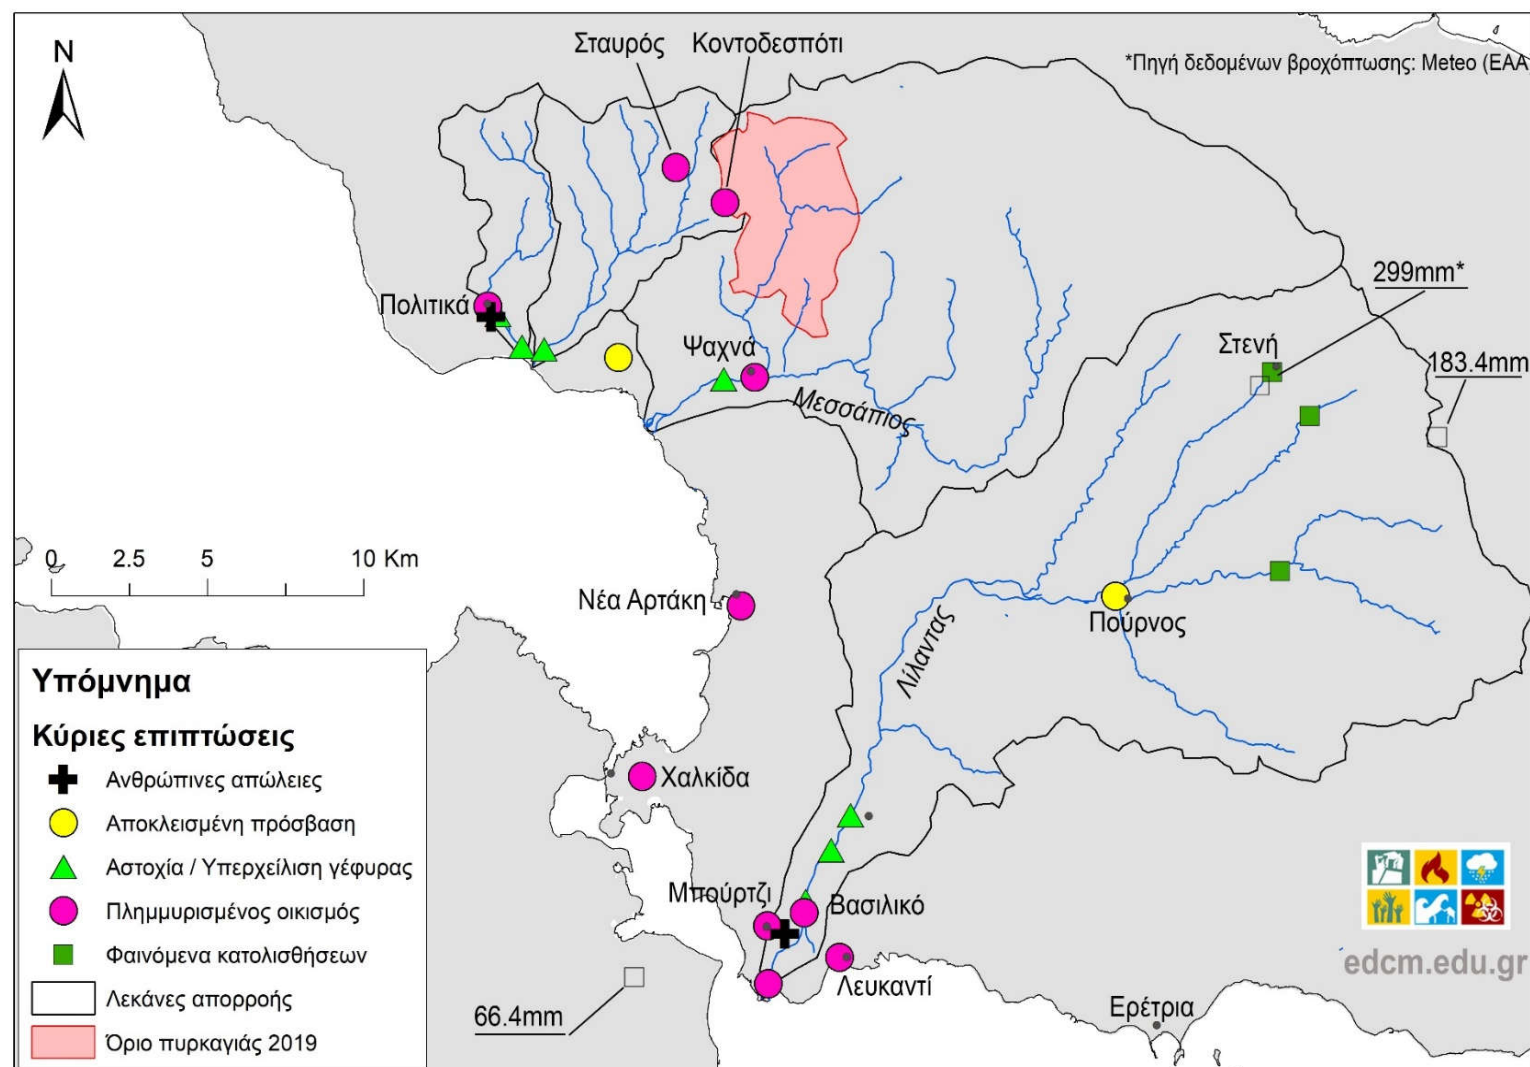 Σταυρός
Κοντοδεσπότι
N
*Πηγή δεδομένων βροχόπτωσης: Meteo (ΕΑΑ
299mm*
Πολιτικά
Ψαχνά
Στενή
183.4mm
Μεσσάπιος
0 2.5 5 10 Km
Νέα Αρτάκη
Πούρνος
Λίλαντας
Υπόμνημα
Κύριες επιπτώσεις
Ανθρώπινες απώλειες
Αποκλεισμένη πρόσβαση
Αστοχία / Υπερχείλιση γέφυρας
Πλημμυρισμένος οικισμός
Φαινόμενα κατολισθήσεων
Λεκάνες απορροής
Όριο πυρκαγιάς 2019
Χαλκίδα
Μπούρτζι
Βασιλικό
Λευκαντί
edcm.edu.gr
66.4mm
Ερέτρια